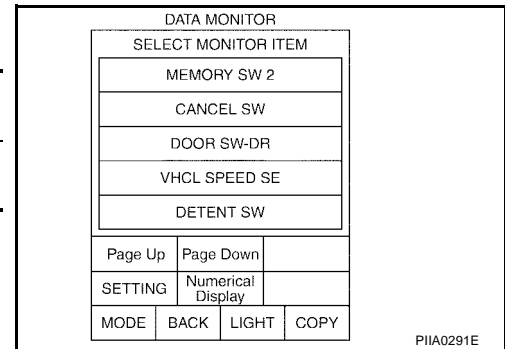 DATA MONITOR
SELECT MONITOR ITEM
MEMORY SW 2
CANCEL SW
DOOR SW-DR
VHCL SPEED SE
DETENT SW
Page Up Page Down
SETTING Numerical
Display
MODE BACK LIGHT COPY
PIIA0291E